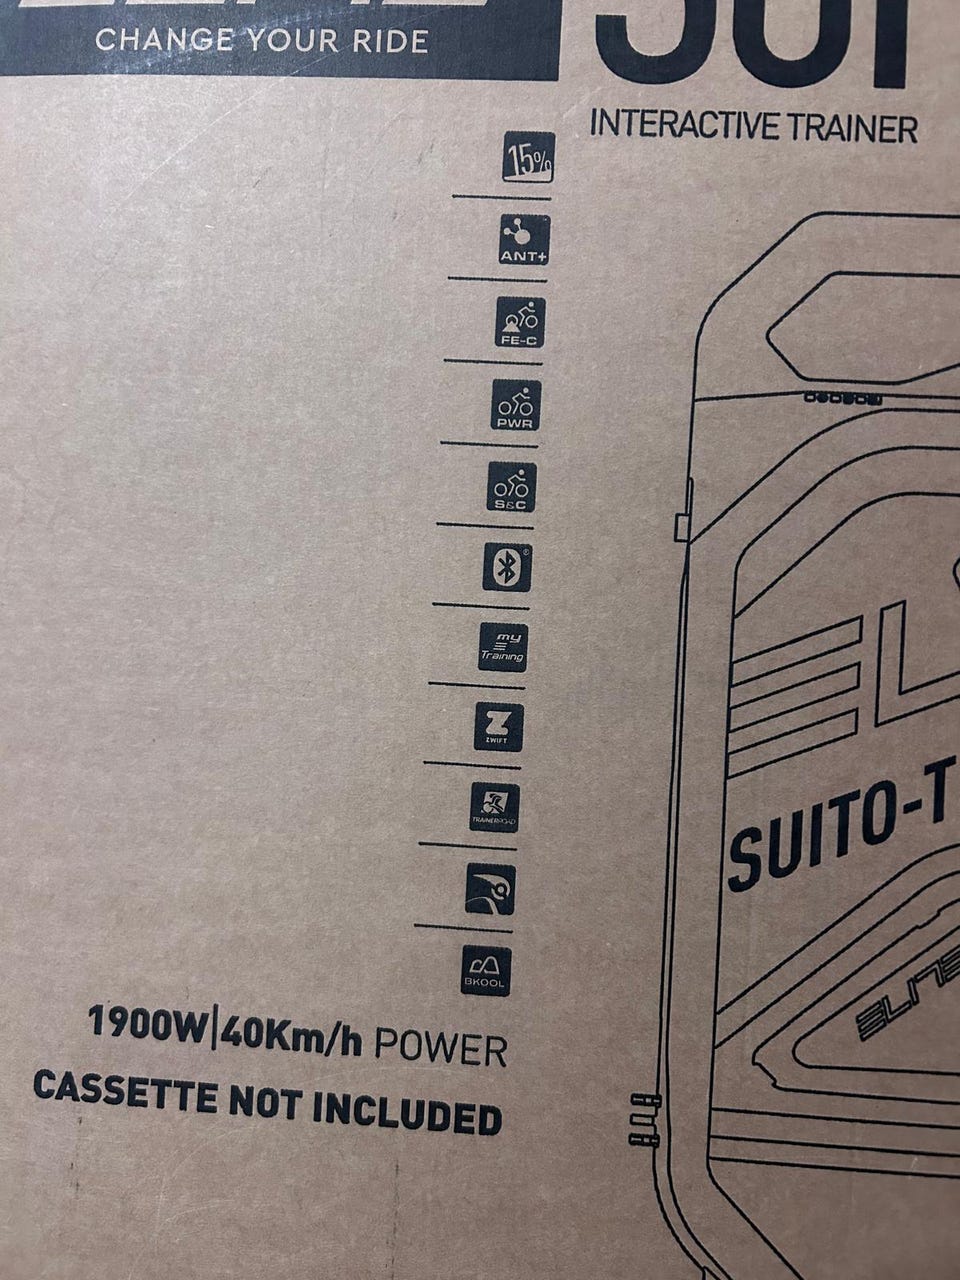 CHANGE YOUR RIDE
INTERACTIVE TRAINER
15%
ANT+
FE-C
PWR
S&C
my
Training
ZWIFT
TRAINERROAD
BKOOL
SUITO-T
ELITE
1900W|40Km/h POWER
CASSETTE NOT INCLUDED